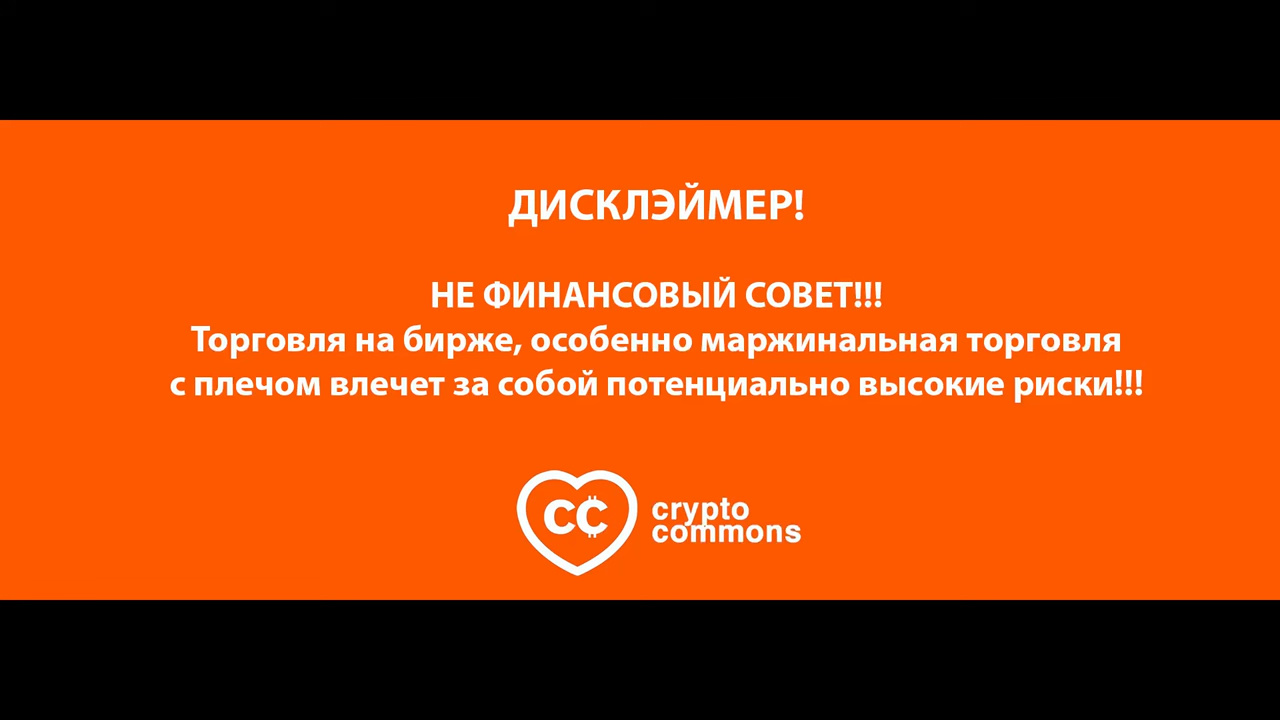 ДИСКЛЭЙМЕР!
НЕ ФИНАНСОВЫЙ СОВЕТ!!!
Торговля на бирже, особенно маржинальная торговля
с плечом влечет за собой потенциально высокие риски!!!
CC
crypto
commons